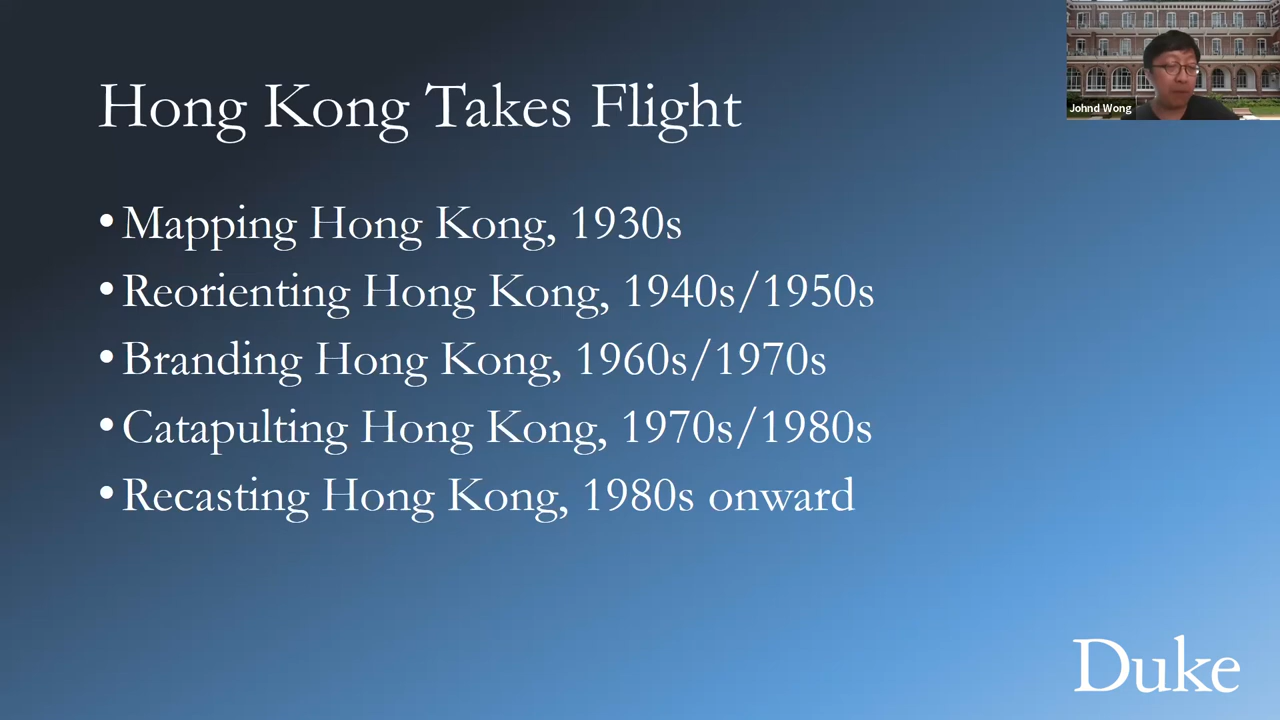 Hong Kong Takes Flight
Johnd Wong
•Mapping Hong Kong, 1930s
•Reorienting Hong Kong, 1940s/1950s
•Branding Hong Kong, 1960s/1970s
•Catapulting Hong Kong, 1970s/1980s
•Recasting Hong Kong, 1980s onward
Duke